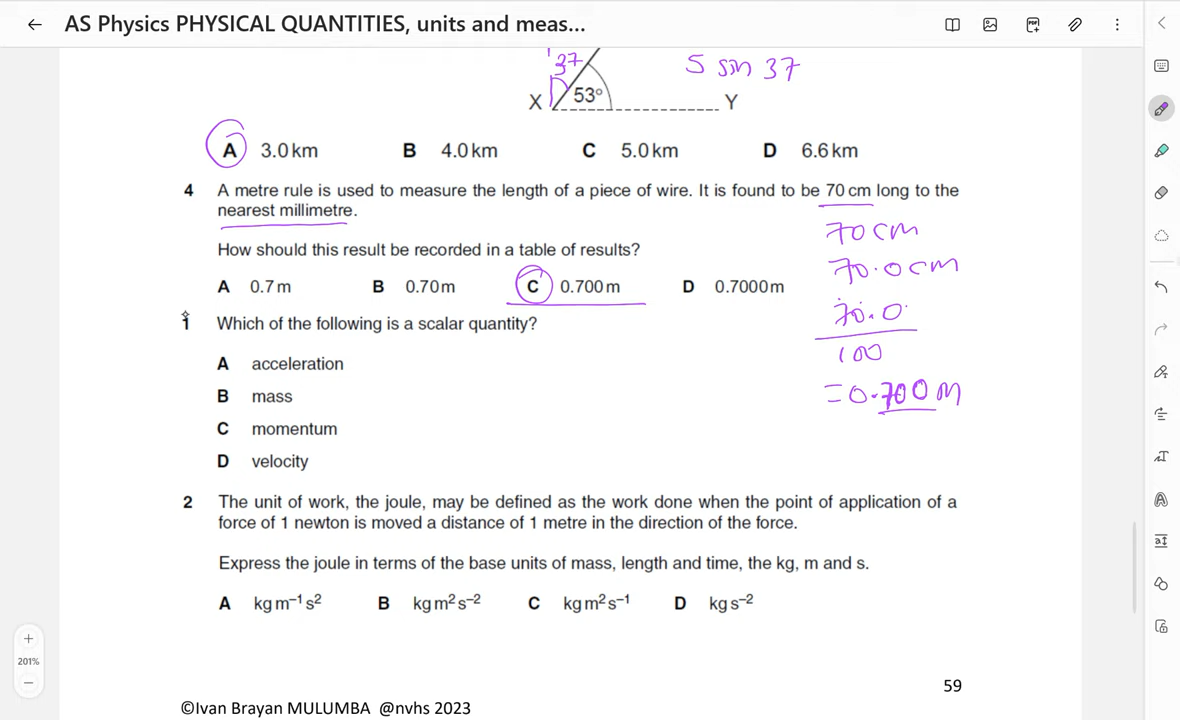 AS Physics PHYSICAL QUANTITIES, units and meas...
37
5 sin 37
53°
X
Y
A 3.0 km B 4.0 km C 5.0 km D 6.6 km
4 A metre rule is used to measure the length of a piece of wire. It is found to be 70 cm long to the
nearest millimetre.
70 cm
How should this result be recorded in a table of results?
70.0 cm
A 0.7 m B 0.70 m C 0.700 m D 0.7000 m
70.0
100
= 0.700 m
1 Which of the following is a scalar quantity?
A acceleration
B mass
C momentum
D velocity
2 The unit of work, the joule, may be defined as the work done when the point of application of a
force of 1 newton is moved a distance of 1 metre in the direction of the force.
Express the joule in terms of the base units of mass, length and time, the kg, m and s.
A kg m⁻¹ s² B kg m² s⁻² C kg m² s⁻¹ D kg s⁻²
201%
59
©Ivan Brayan MULUMBA @nvhs 2023